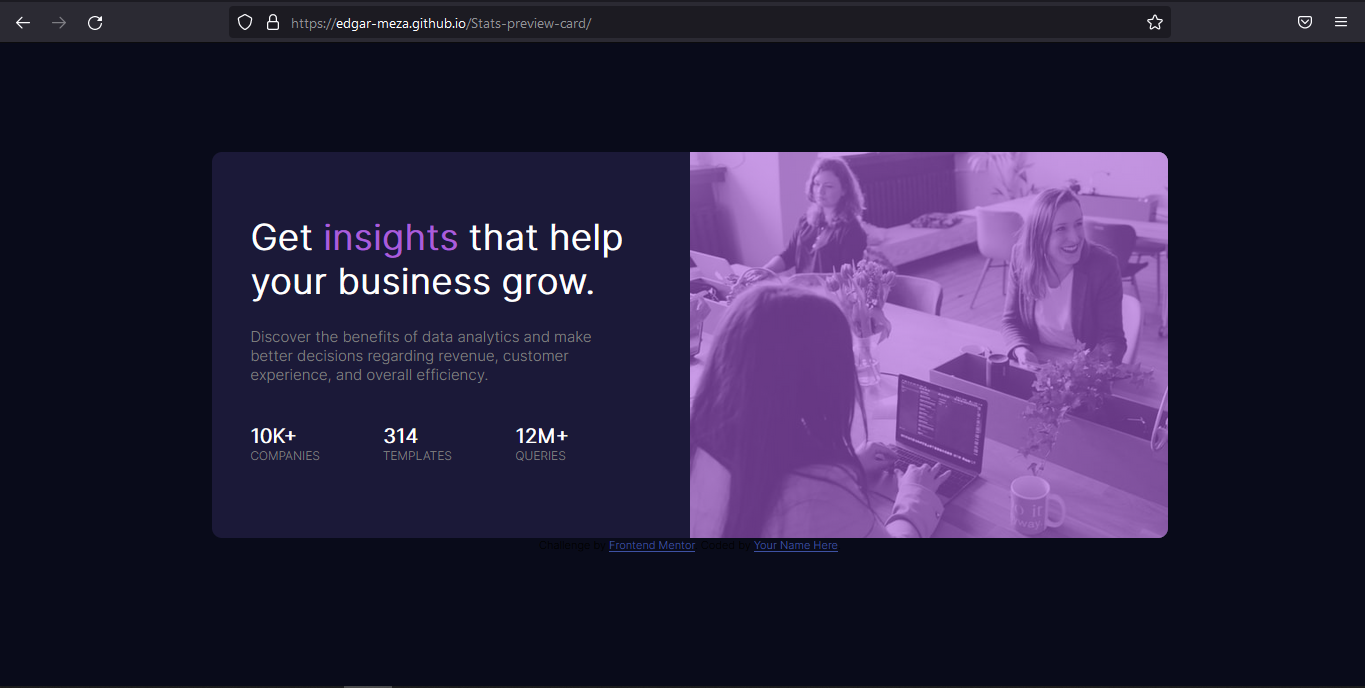 https://edgar-meza.github.io/Stats-preview-card/
Get insights that help
your business grow.
Discover the benefits of data analytics and make
better decisions regarding revenue, customer
experience, and overall efficiency.
10K+ 314 12M+
COMPANIES TEMPLATES QUERIES
Challenge by Frontend Mentor. Coded by Your Name Here